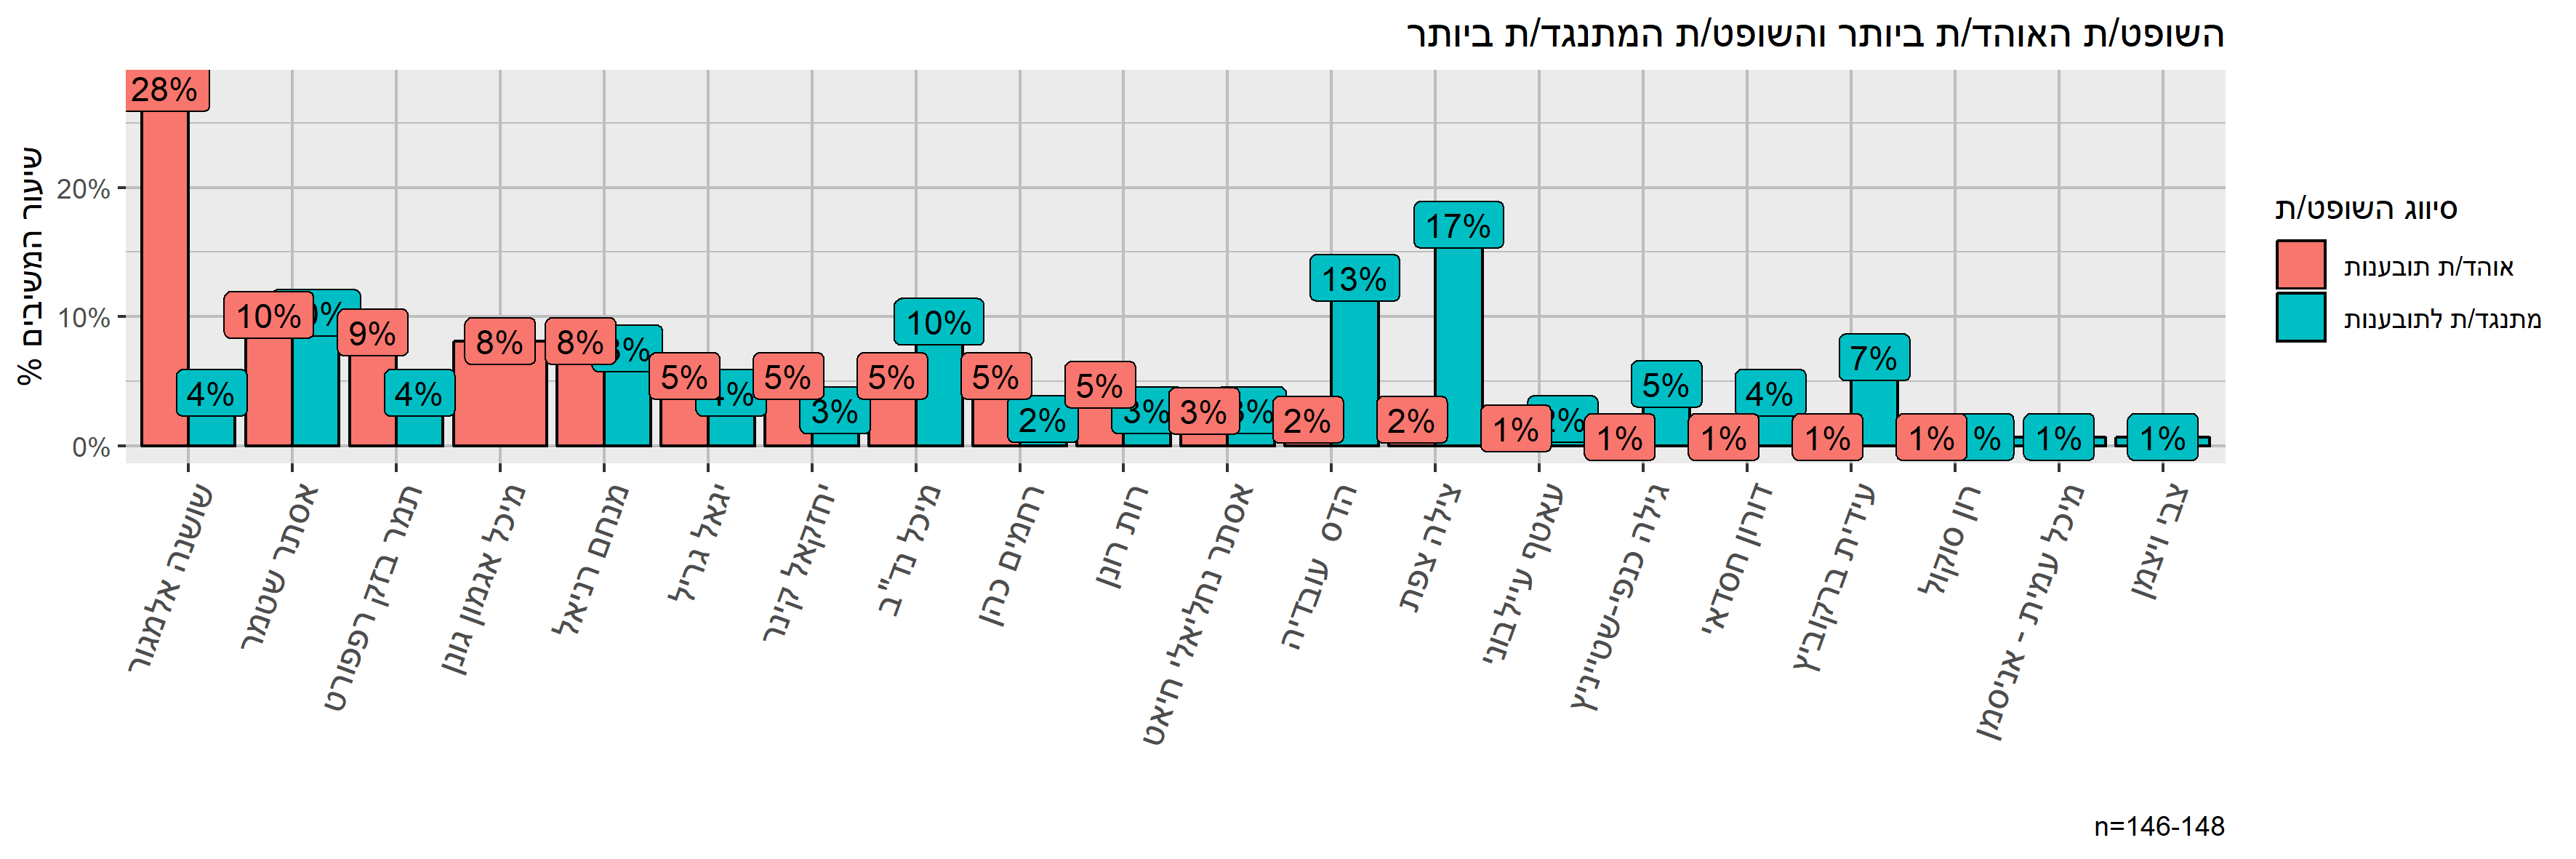 השופט/ת האוהד/ת ביותר והשופט/ת המתנגד/ת ביותר
שיעור המשיבים %
20%
10%
0%
28%
4%
10%
9%
4%
8%
8%
5%
5%
3%
5%
10%
5%
2%
5%
3%
3%
2%
13%
2%
17%
1%
1%
5%
1%
4%
1%
7%
1%
%
1%
1%
שושנה אלמגור
אסתר שטמר
תמר בזק רפפורט
מיכל אגמון גונן
מנחם רניאל
יגאל גריל
יחזקאל קינר
מיכל נד"ב
רחמים כהן
רות רונן
אסתר נחליאלי חיאט
הדס עובדיה
צילה צפת
עאטף עיילבוני
גילה כנפי-שטייניץ
דורון חסדאי
עידית ברקוביץ
רון סוקול
מיכל עמית - אניסמן
צבי ויצמן
סיווג השופט/ת
אוהד/ת תובענות
מתנגד/ת לתובענות
n=146-148